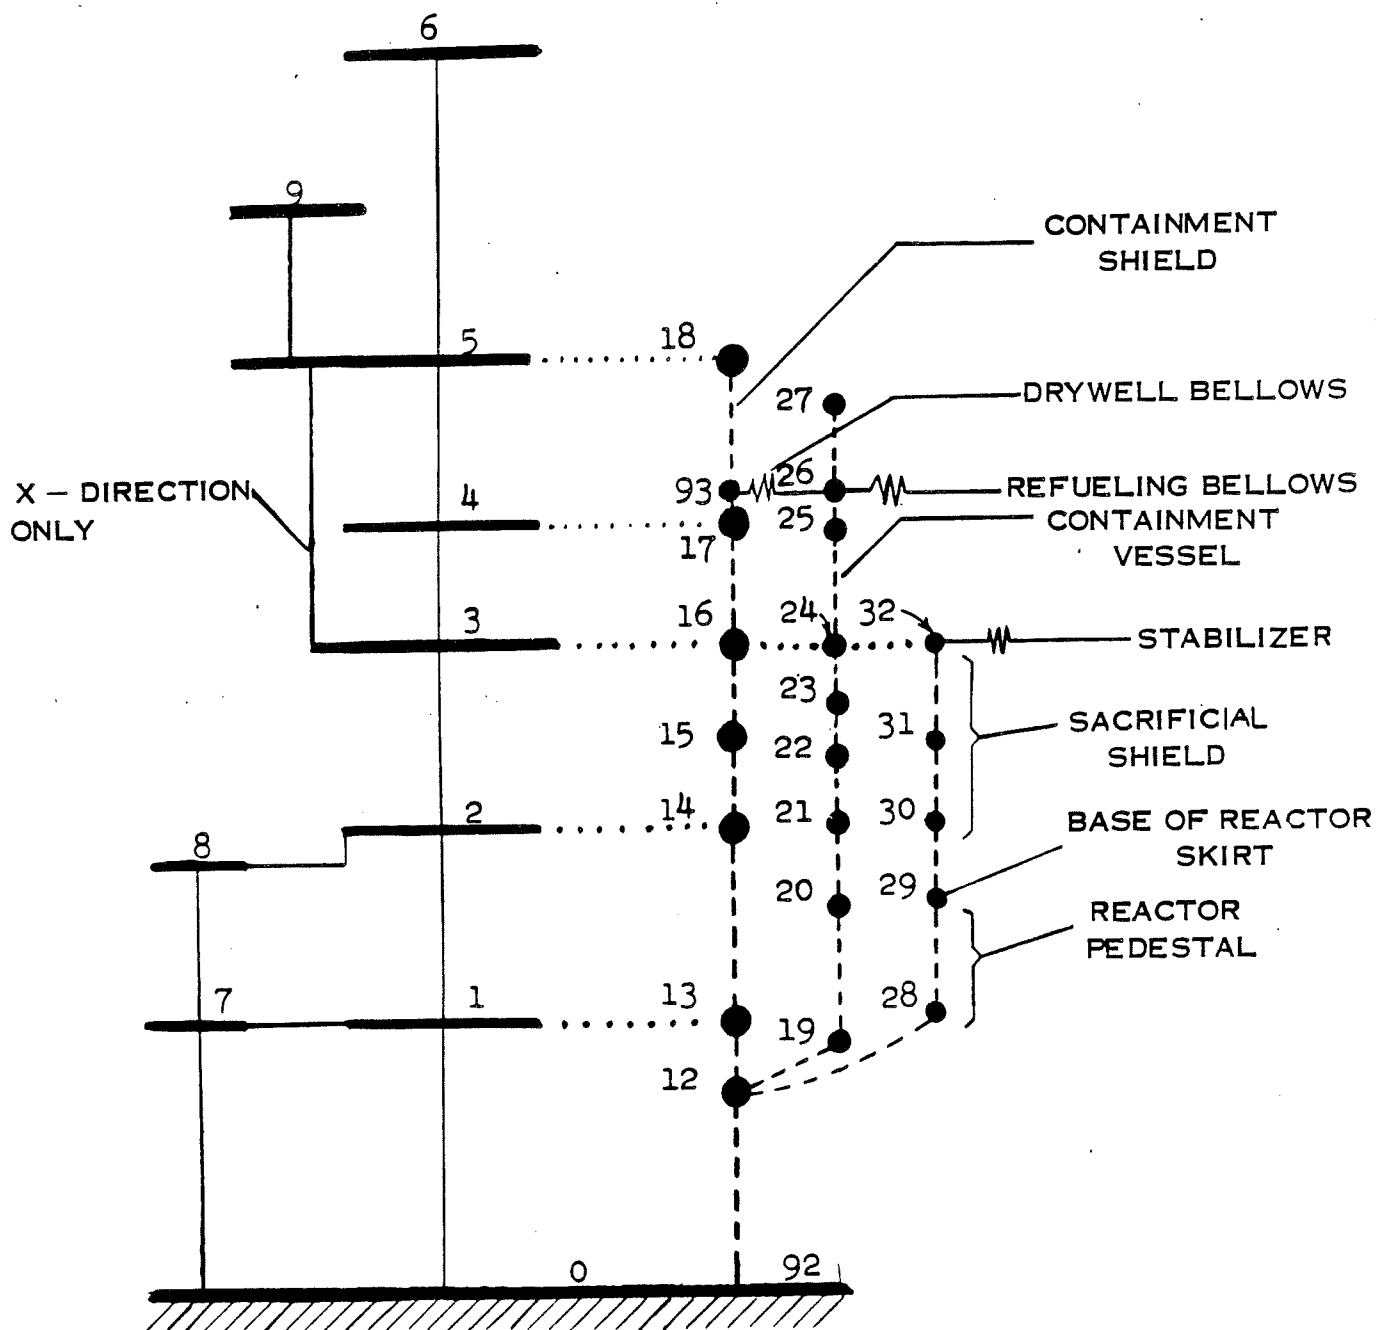 6
9
CONTAINMENT
SHIELD
5
18
27
DRYWELL BELLOWS
X - DIRECTION
ONLY
4
93
26
REFUELING BELLOWS
17
25
CONTAINMENT
VESSEL
3
16
24
32
STABILIZER
23
15
22
31
SACRIFICIAL
SHIELD
8
2
14
21
30
BASE OF REACTOR
SKIRT
20
29
REACTOR
PEDESTAL
7
1
13
19
28
12
0
92